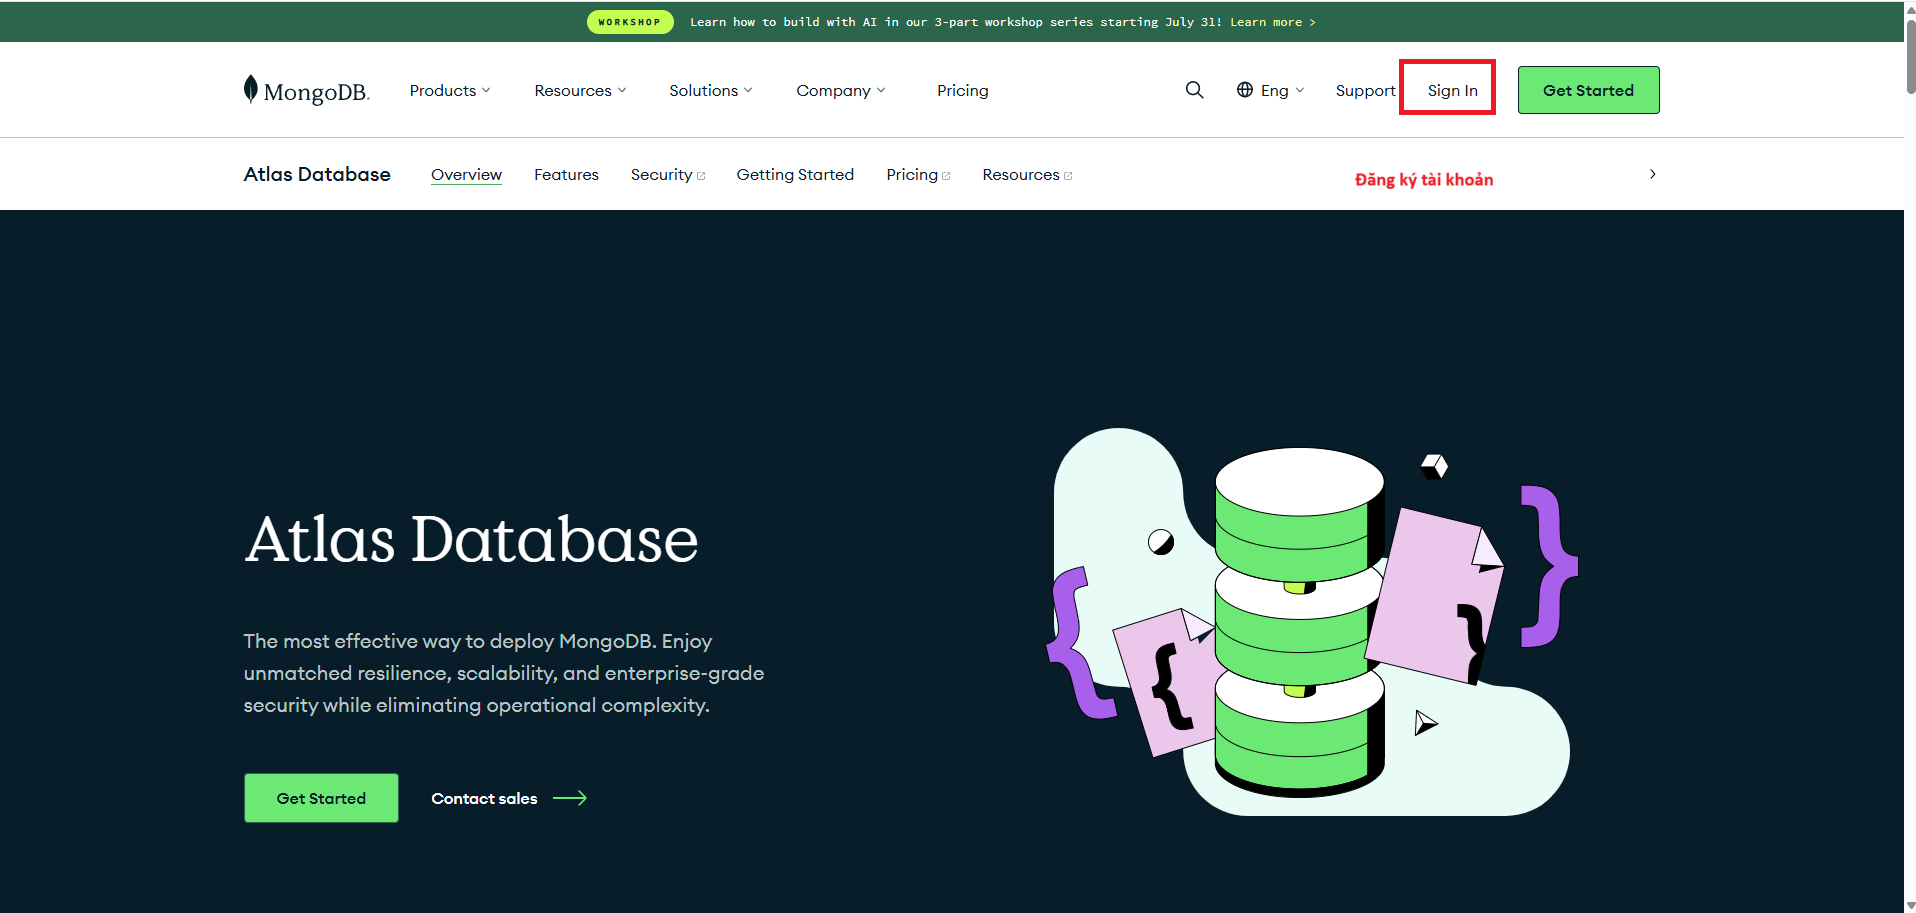 WORKSHOP Learn how to build with AI in our 3-part workshop series starting July 31! Learn more >
MongoDB. Products Resources Solutions Company Pricing Eng Support Sign In Get Started
Atlas Database Overview Features Security Getting Started Pricing Resources Đăng ký tài khoản
Atlas Database
The most effective way to deploy MongoDB. Enjoy
unmatched resilience, scalability, and enterprise-grade
security while eliminating operational complexity.
Get Started Contact sales